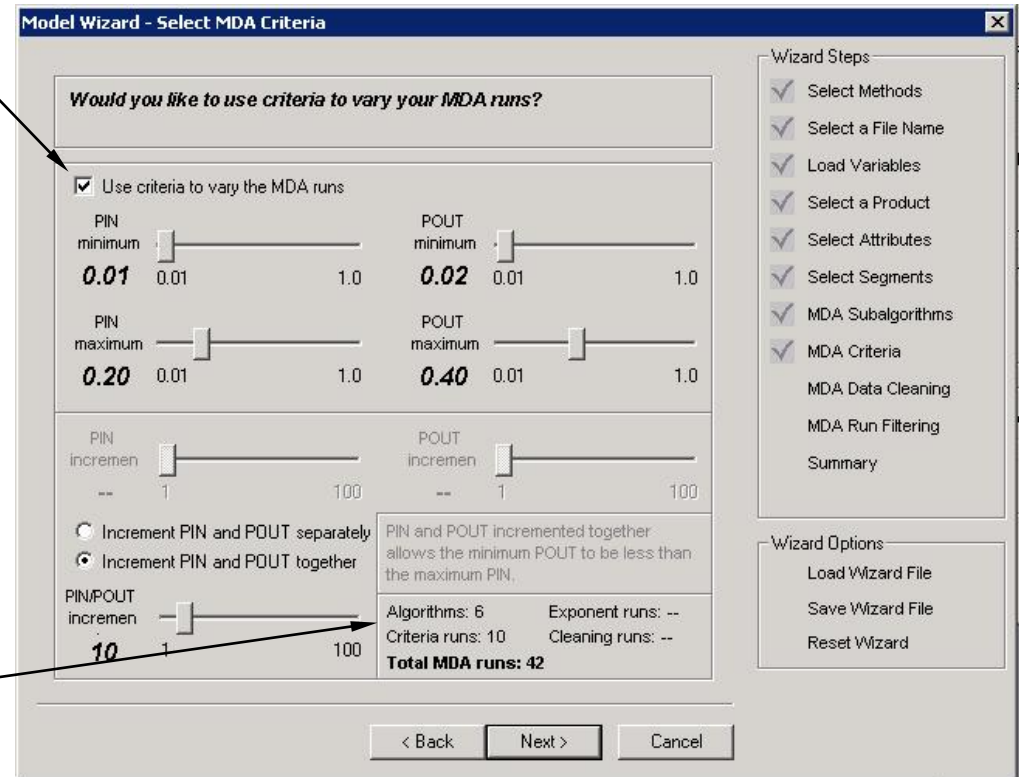 Model Wizard - Select MDA Criteria
Would you like to use criteria to vary your MDA runs?
Use criteria to vary the MDA runs
PIN minimum
0.01
0.01 1.0
POUT minimum
0.02
0.01 1.0
PIN maximum
0.20
0.01 1.0
POUT maximum
0.40
0.01 1.0
PIN incremen
--
1 100
POUT incremen
--
1 100
Increment PIN and POUT separately
Increment PIN and POUT together
PIN/POUT incremen
10
1 100
PIN and POUT incremented together
allows the minimum POUT to be less than
the maximum PIN.
Algorithms: 6 Exponent runs: --
Criteria runs: 10 Cleaning runs: --
Total MDA runs: 42
< Back
Next >
Cancel
Wizard Steps
Select Methods
Select a File Name
Load Variables
Select a Product
Select Attributes
Select Segments
MDA Subalgorithms
MDA Criteria
MDA Data Cleaning
MDA Run Filtering
Summary
Wizard Options
Load Wizard File
Save Wizard File
Reset Wizard